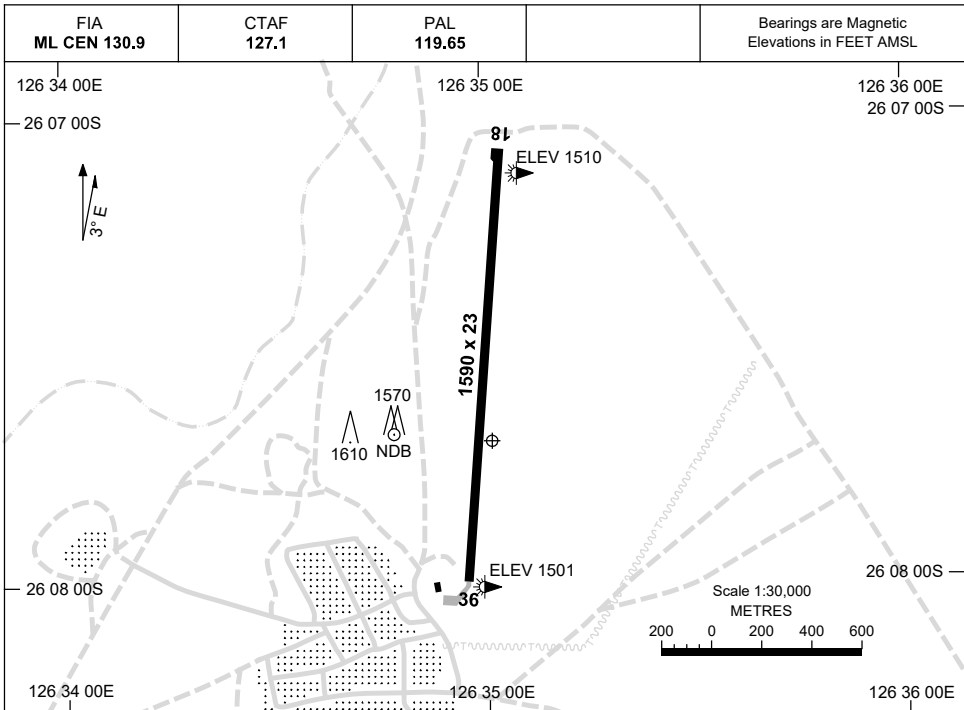 FIA
ML CEN 130.9
CTAF
127.1
PAL
119.65
Bearings are Magnetic
Elevations in FEET AMSL
126 34 00E
126 35 00E
126 36 00E
26 07 00S
26 07 00S
18
ELEV 1510
3° E
1590 x 23
1570
1610
NDB
ELEV 1501
26 08 00S
26 08 00S
36
Scale 1:30,000
METRES
200 0 200 400 600
126 34 00E
126 35 00E
126 36 00E
T
T
T
T